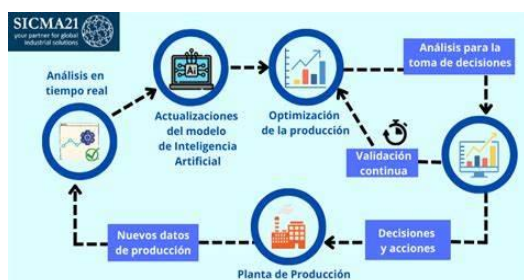 SICMA21
your partner for global
industrial solutions
Análisis en
tiempo real
Actualizaciones
del modelo
de Inteligencia
Artificial
Ai
Optimización
de la producción
Análisis para la
toma de decisiones
Validación
continua
Decisiones
y acciones
Planta de Producción
Nuevos datos
de producción